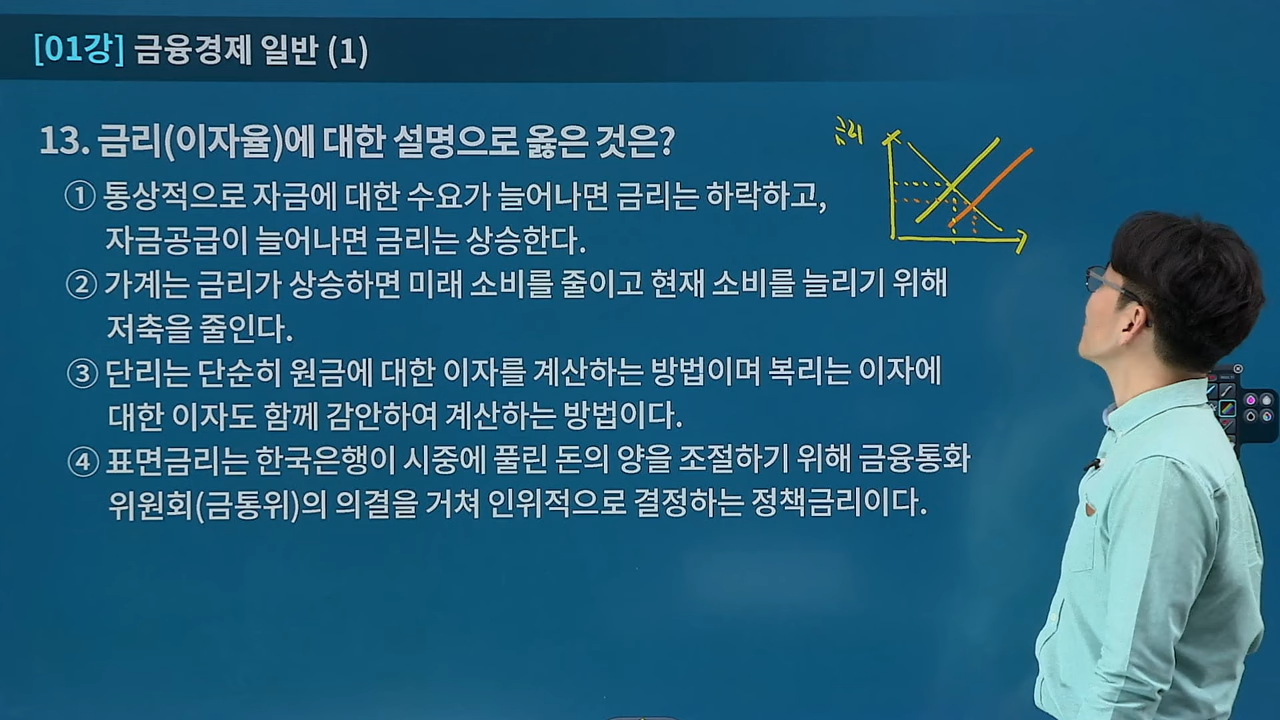 [01강] 금융경제 일반 (1)
13. 금리(이자율)에 대한 설명으로 옳은 것은?
금리
① 통상적으로 자금에 대한 수요가 늘어나면 금리는 하락하고,
자금공급이 늘어나면 금리는 상승한다.
② 가계는 금리가 상승하면 미래 소비를 줄이고 현재 소비를 늘리기 위해
저축을 줄인다.
③ 단리는 단순히 원금에 대한 이자를 계산하는 방법이며 복리는 이자에
대한 이자도 함께 감안하여 계산하는 방법이다.
④ 표면금리는 한국은행이 시중에 풀린 돈의 양을 조절하기 위해 금융통화
위원회(금통위)의 의결을 거쳐 인위적으로 결정하는 정책금리이다.